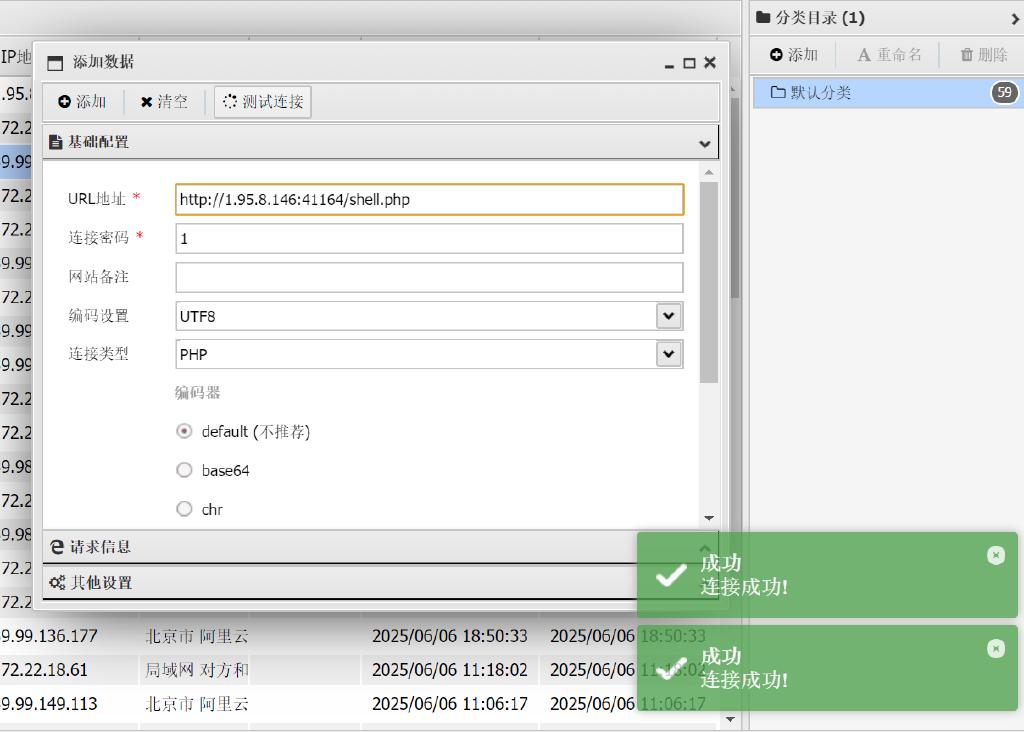 分类目录 (1)
添加
重命名
删除
默认分类
59
添加数据
添加
清空
测试连接
基础配置
URL地址 *
http://1.95.8.146:41164/shell.php
连接密码 *
1
网站备注
编码设置
UTF8
连接类型
PHP
编码器
default (不推荐)
base64
chr
请求信息
其他设置
成功
连接成功!
成功
连接成功!
IP地
.95.
72.2
9.99
72.2
72.2
9.99
72.2
9.99
9.99
72.2
72.2
9.98
72.2
9.98
72.2
72.2
9.99.136.177 北京市 阿里云 2025/06/06 18:50:33 2025/06/06 18:50:33
72.22.18.61 局域网 对方和 2025/06/06 11:18:02 2025/06/06 11:18:02
9.99.149.113 北京市 阿里云 2025/06/06 11:06:17 2025/06/06 11:06:17